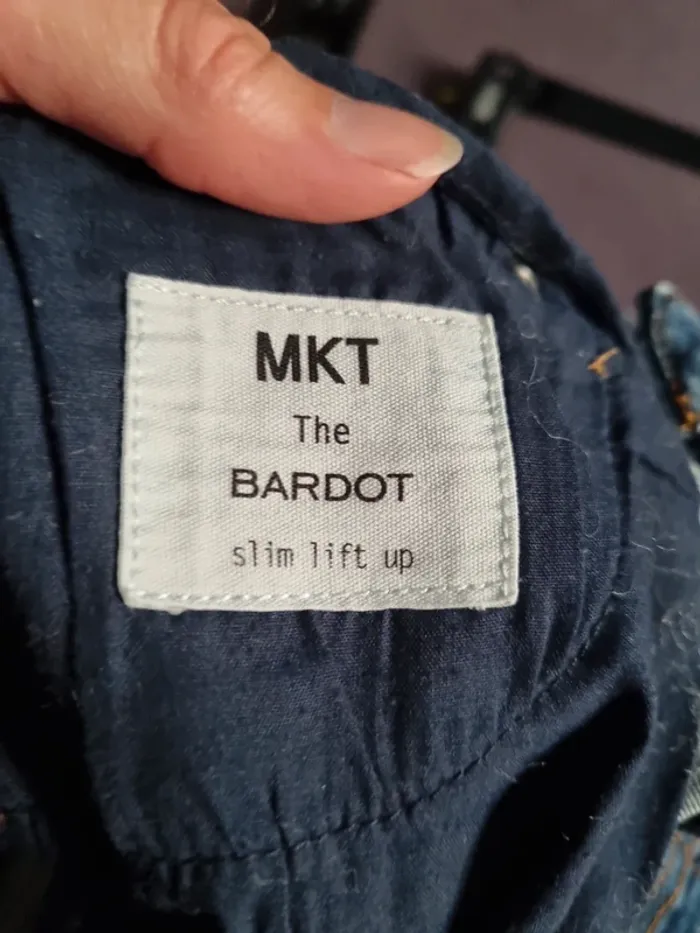 MKT
The
BARDOT
slim lift up